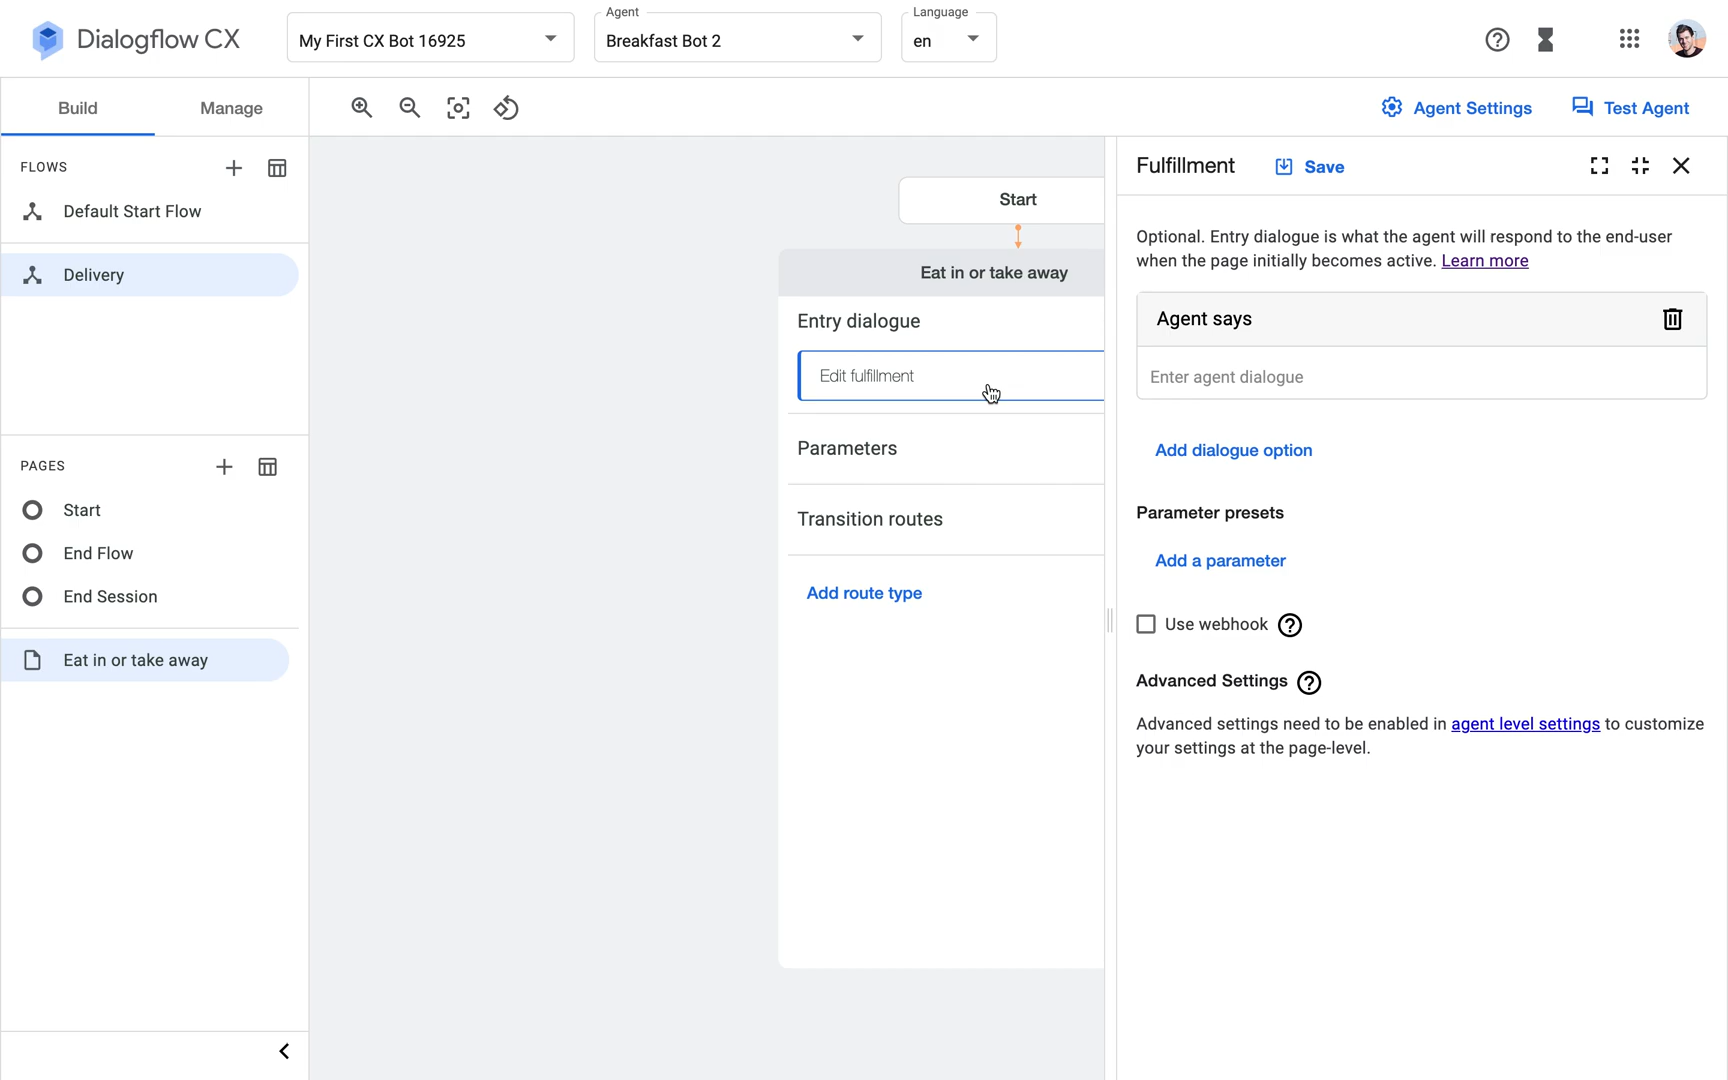 Dialogflow CX
My First CX Bot 16925
Agent
Breakfast Bot 2
Language
en
Build
Manage
Agent Settings
Test Agent
FLOWS
Default Start Flow
Delivery
PAGES
Start
End Flow
End Session
Eat in or take away
Start
Eat in or take away
Entry dialogue
Edit fulfillment
Parameters
Transition routes
Add route type
Fulfillment
Save
Optional. Entry dialogue is what the agent will respond to the end-user
when the page initially becomes active. Learn more
Agent says
Enter agent dialogue
Add dialogue option
Parameter presets
Add a parameter
Use webhook
Advanced Settings
Advanced settings need to be enabled in agent level settings to customize
your settings at the page-level.